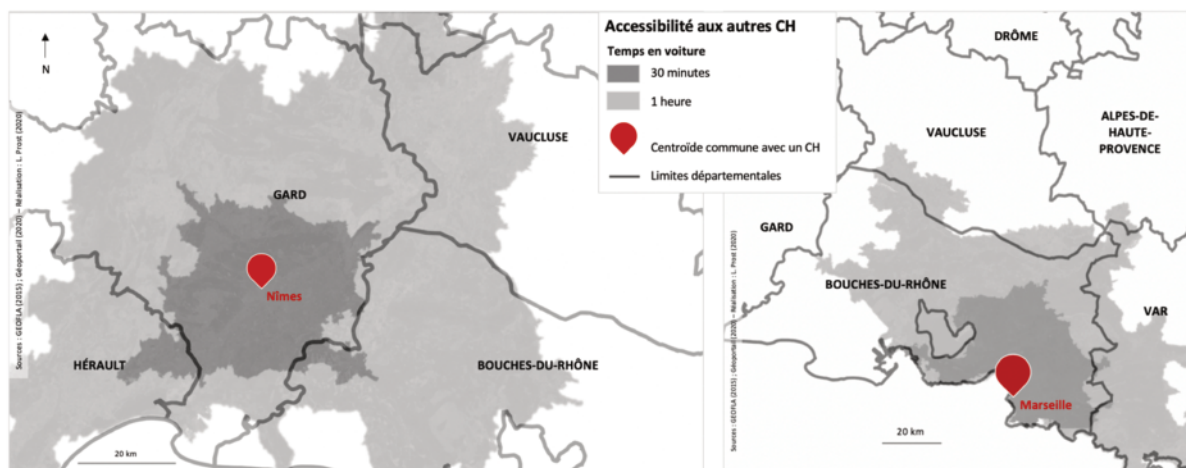 N
Sources : GEOFLA (2015) ; Géoportail (2020) – Réalisation : L. Prost (2020)
VAUCLUSE
GARD
Nîmes
HÉRAULT
BOUCHES-DU-RHÔNE
20 km
Accessibilité aux autres CH
Temps en voiture
30 minutes
1 heure
Centroïde commune avec un CH
Limites départementales
DRÔME
ALPES-DE-
HAUTE-
PROVENCE
VAUCLUSE
GARD
BOUCHES-DU-RHÔNE
VAR
Marseille
20 km
Sources : GEOFLA (2015) ; Géoportail (2020) – Réalisation : L. Prost (2020)